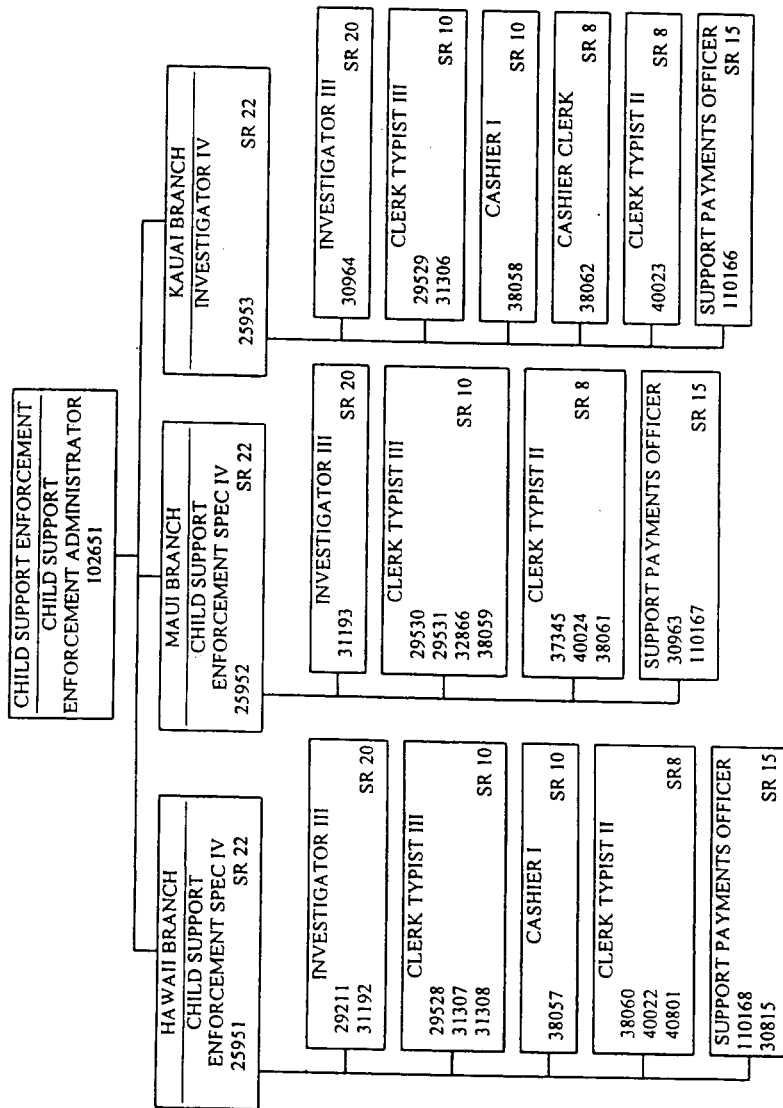 CHILD SUPPORT ENFORCEMENT
CHILD SUPPORT
ENFORCEMENT ADMINISTRATOR
102651
HAWAII BRANCH
CHILD SUPPORT
ENFORCEMENT SPEC IV
25951 SR 22
INVESTIGATOR III
29211
31192 SR 20
CLERK TYPIST III
29528
31307
31308 SR 10
CASHIER I
38057 SR 10
CLERK TYPIST II
38060
40022
40801 SR8
SUPPORT PAYMENTS OFFICER
110168
30815 SR 15
MAUI BRANCH
CHILD SUPPORT
ENFORCEMENT SPEC IV
25952 SR 22
INVESTIGATOR III
31193 SR 20
CLERK TYPIST III
29530
29531
32866
38059 SR 10
CLERK TYPIST II
37345
40024
38061 SR 8
SUPPORT PAYMENTS OFFICER
30963
110167 SR 15
KAUAI BRANCH
INVESTIGATOR IV
25953 SR 22
INVESTIGATOR III
30964 SR 20
CLERK TYPIST III
29529
31306 SR 10
CASHIER I
38058 SR 10
CASHIER CLERK
38062 SR 8
CLERK TYPIST II
40023 SR 8
SUPPORT PAYMENTS OFFICER
110166 SR 15